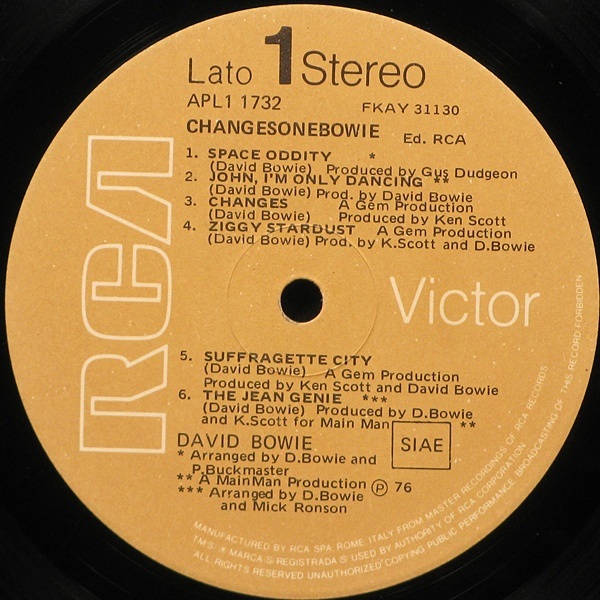 Lato 1 Stereo
APL1 1732 FKAY 31130
CHANGESONEBOWIE Ed. RCA
1. SPACE ODDITY *
(David Bowie) Produced by Gus Dudgeon
2. JOHN, I'M ONLY DANCING **
(David Bowie) Prod. by David Bowie
3. CHANGES A Gem Production
(David Bowie) Produced by Ken Scott
4. ZIGGY STARDUST A Gem Production
(David Bowie) Prod. by K.Scott and D.Bowie
RCA
Victor
5. SUFFRAGETTE CITY
(David Bowie) A Gem Production
Produced by Ken Scott and David Bowie
6. THE JEAN GENIE ***
(David Bowie) Produced by D.Bowie
and K.Scott for Main Man **
DAVID BOWIE SIAE
* Arranged by D.Bowie and
P.Buckmaster
** A MainMan Production Ⓟ 76
*** Arranged by D.Bowie
and Mick Ronson
MANUFACTURED BY RCA SPA ROME ITALY FROM MASTER RECORDINGS OF RCA RECORDS
TMS ® MARCA S REGISTRADA S USED BY AUTHORITY OF RCA CORPORATION
ALL RIGHTS RESERVED UNAUTHORIZED COPYING PUBLIC PERFORMANCE BROADCASTING OF THIS RECORD FORBIDDEN